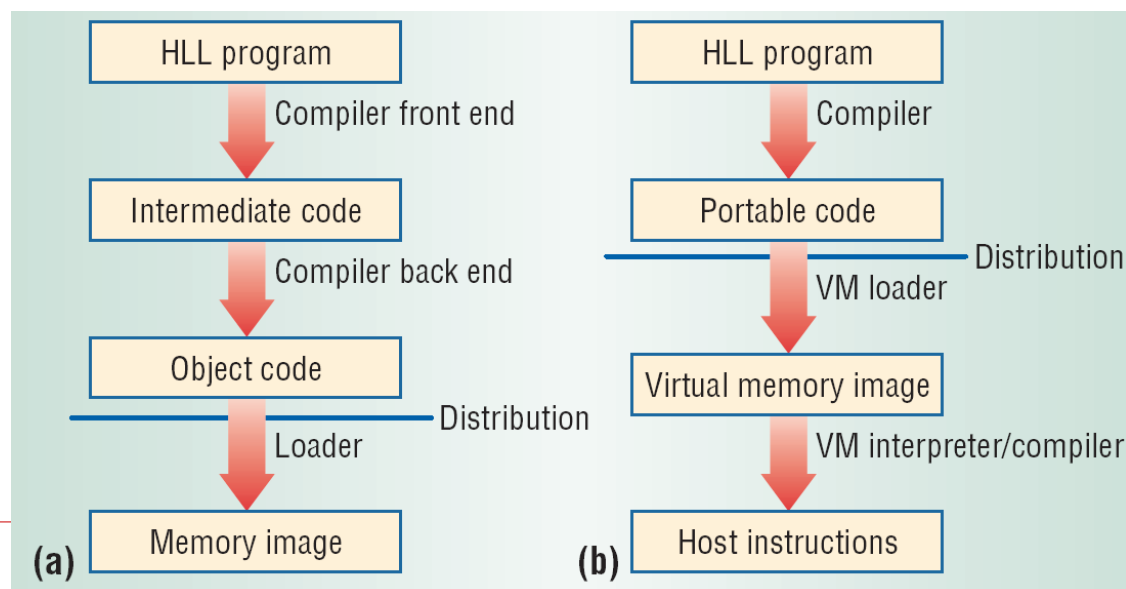 HLL program
Compiler front end
Intermediate code
Compiler back end
Object code
Distribution
Loader
Memory image
(a)
HLL program
Compiler
Portable code
Distribution
VM loader
Virtual memory image
VM interpreter/compiler
Host instructions
(b)